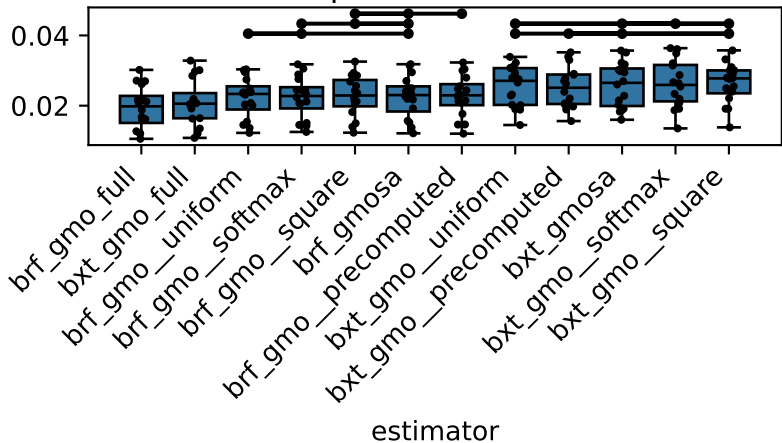 0.04
0.02
brf_gmo_full
bxt_gmo_full
brf_gmo__uniform
brf_gmo__softmax
brf_gmo__square
brf_gmosa
brf_gmo__precomputed
bxt_gmo__uniform
bxt_gmo__precomputed
bxt_gmosa
bxt_gmo__softmax
bxt_gmo__square
estimator